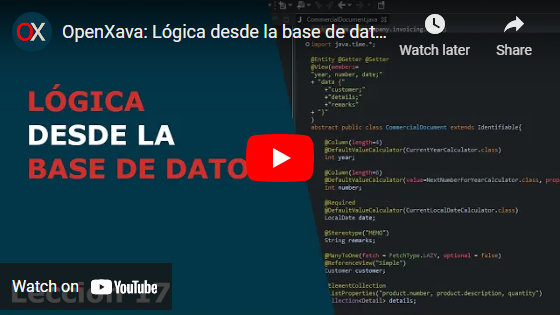 OX
OpenXava: Lógica desde la base de dat...
Watch later
Share
LÓGICA
DESDE LA
BASE DE DATO
Watch on YouTube
Lección 17
CommercialDocument.java
import java.time.*;
@Entity @Getter @Setter
@View(members=
"year, number, date;"
+ "data {"
+ "customer;"
+ "details;"
+ "remarks"
+ "}"
)
abstract public class CommercialDocument extends Identifiable{
@Column(length=4)
@DefaultValueCalculator(CurrentYearCalculator.class)
int year;
@Column(length=6)
@DefaultValueCalculator(value=NextNumberForYearCalculator.class, prop
int number;
@Required
@DefaultValueCalculator(CurrentLocalDateCalculator.class)
LocalDate date;
@Stereotype("MEMO")
String remarks;
@ManyToOne(fetch = FetchType.LAZY, optional = false)
@ReferenceView("Simple")
Customer customer;
ElementCollection
ListProperties("product.number, product.description, quantity")
llection<Detail> details;